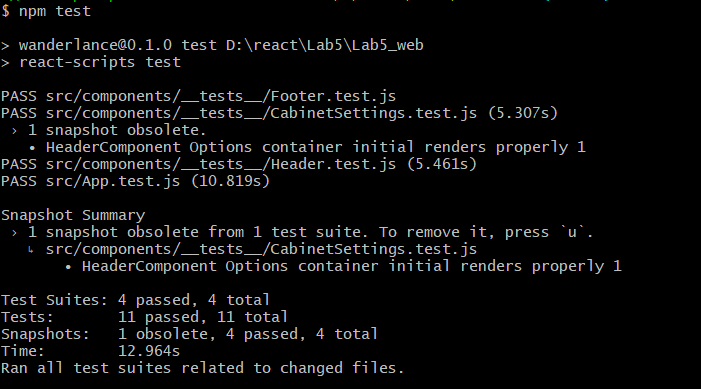 $ npm test
> wanderlance@0.1.0 test D:\react\Lab5\Lab5_web
> react-scripts test
PASS src/components/__tests__/Footer.test.js
PASS src/components/__tests__/CabinetSettings.test.js (5.307s)
› 1 snapshot obsolete.
• HeaderComponent Options container initial renders properly 1
PASS src/components/__tests__/Header.test.js (5.461s)
PASS src/App.test.js (10.819s)
Snapshot Summary
› 1 snapshot obsolete from 1 test suite. To remove it, press `u`.
↳ src/components/__tests__/CabinetSettings.test.js
• HeaderComponent Options container initial renders properly 1
Test Suites: 4 passed, 4 total
Tests:       11 passed, 11 total
Snapshots:   1 obsolete, 4 passed, 4 total
Time:        12.964s
Ran all test suites related to changed files.